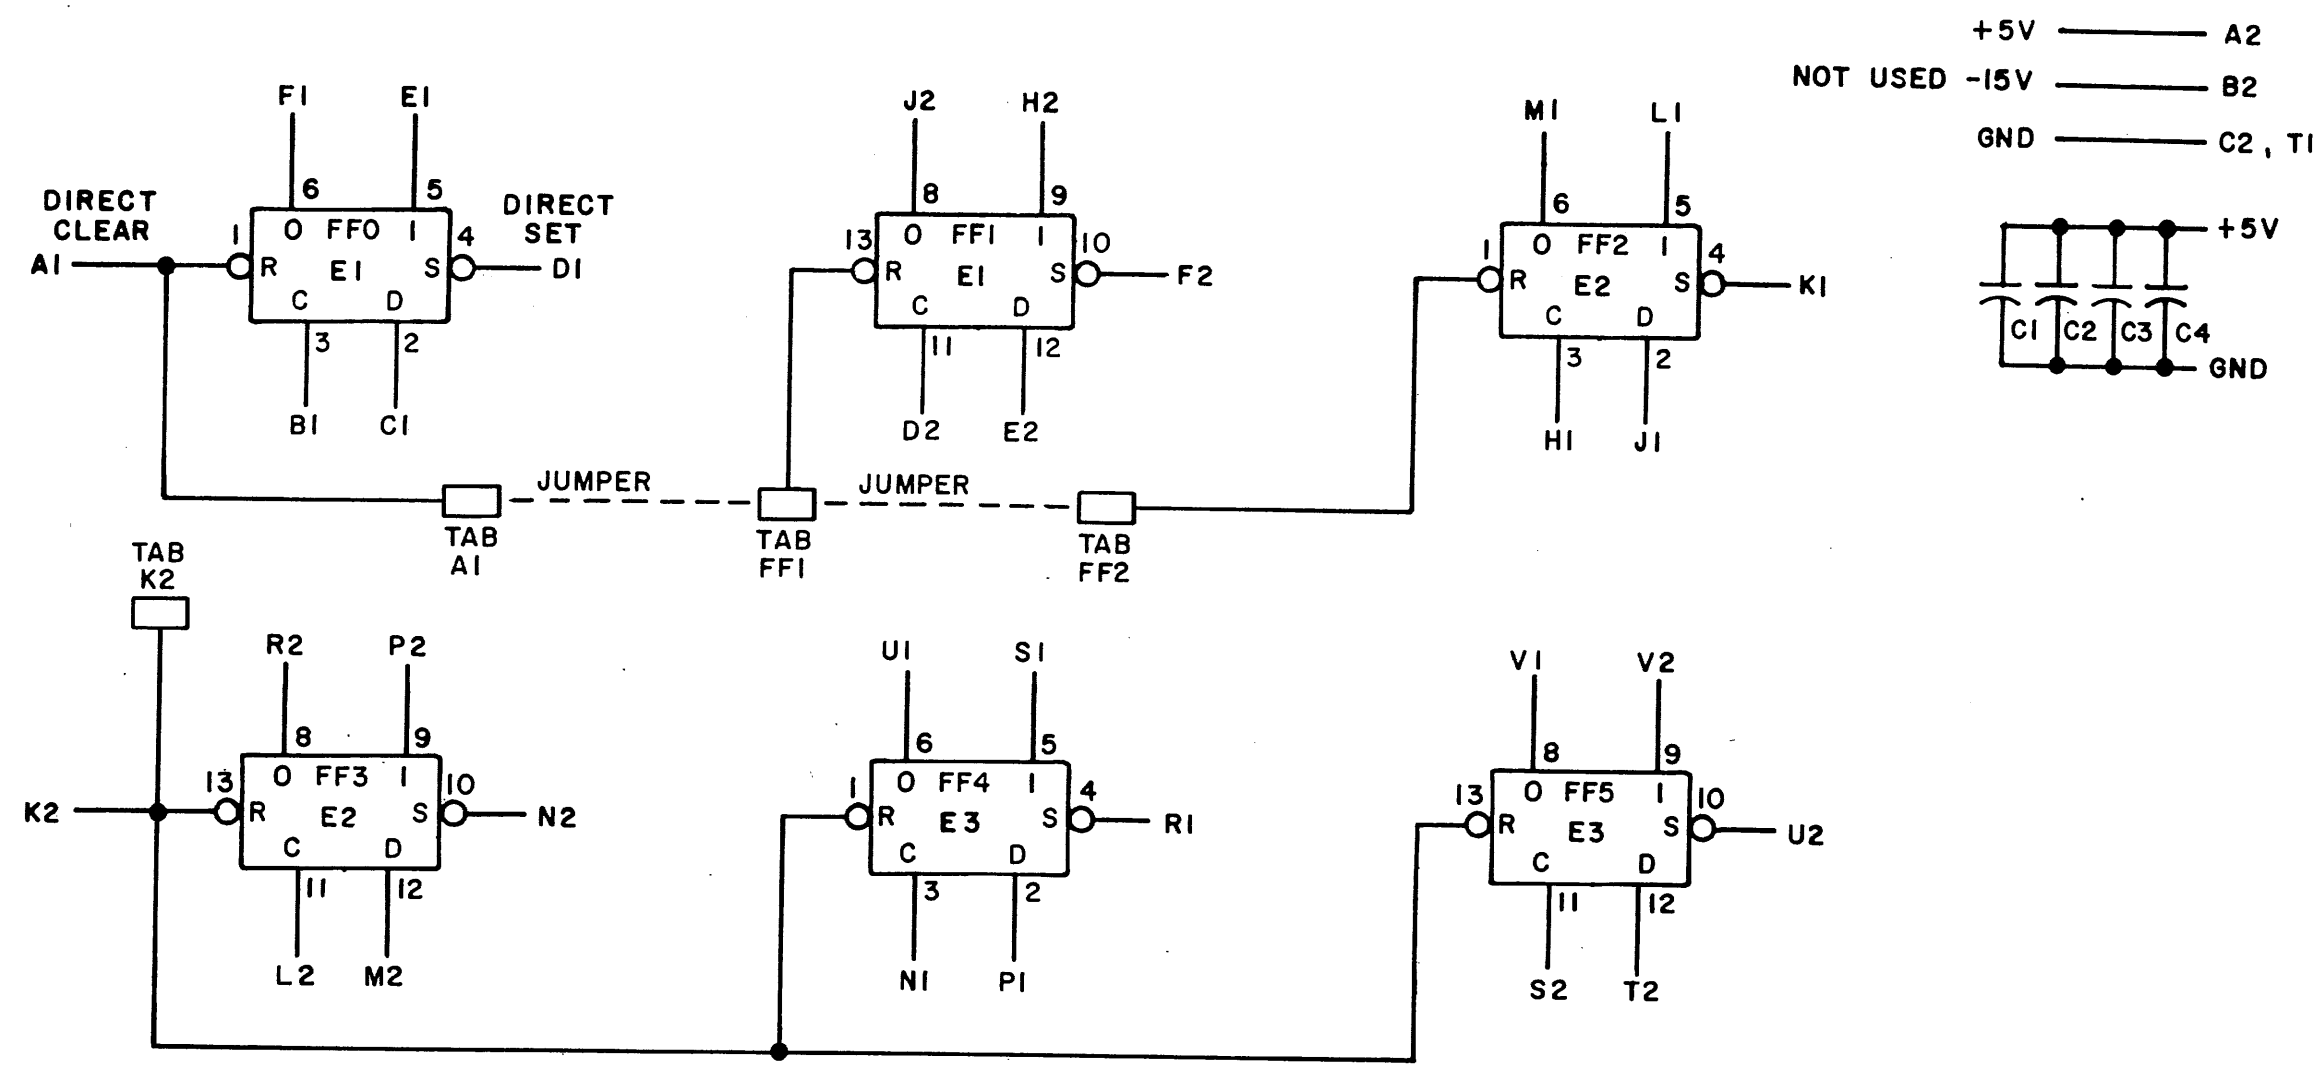 +5V A2
NOT USED -15V B2
GND C2, T1
F1 E1
J2 H2
M1 L1
DIRECT CLEAR
DIRECT SET
A1
1
6
5
4
O FF0 1
R E1 S
C D
D1
3
2
B1 C1
13
8
9
10
O FF1 1
R E1 S
C D
F2
11
12
D2 E2
1
6
5
4
O FF2 1
R E2 S
C D
K1
3
2
H1 J1
+5V
C1 C2 C3 C4
GND
JUMPER
JUMPER
TAB A1
TAB FF1
TAB FF2
TAB K2
R2 P2
U1 S1
V1 V2
K2
13
8
9
10
O FF3 1
R E2 S
C D
N2
11
12
L2 M2
1
6
5
4
O FF4 1
R E3 S
C D
R1
3
2
N1 P1
13
8
9
10
O FF5 1
R E3 S
C D
U2
11
12
S2 T2